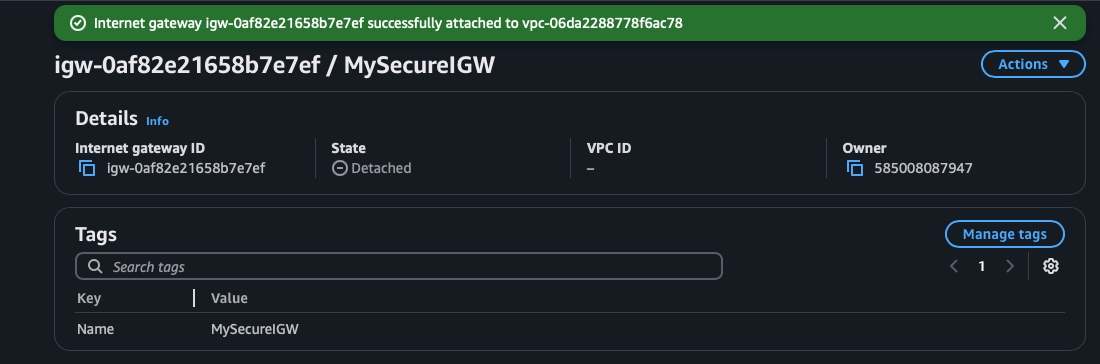 Internet gateway igw-0af82e21658b7e7ef successfully attached to vpc-06da2288778f6ac78
igw-0af82e21658b7e7ef / MySecureIGW
Actions
Details Info
Internet gateway ID State VPC ID Owner
igw-0af82e21658b7e7ef Detached – 585008087947
Tags Manage tags
Search tags 1
Key Value
Name MySecureIGW